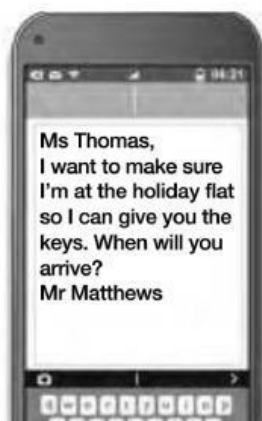 06:21
Ms Thomas,
I want to make sure
I'm at the holiday flat
so I can give you the
keys. When will you
arrive?
Mr Matthews
q w e r t y u i o p